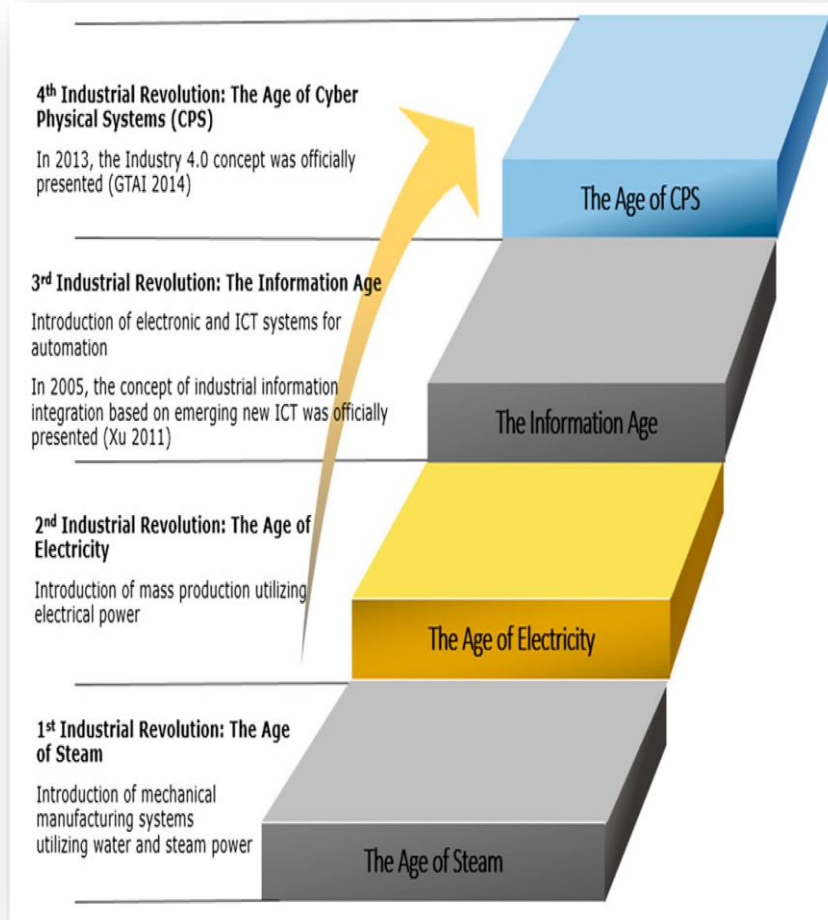 4th Industrial Revolution: The Age of Cyber
Physical Systems (CPS)
In 2013, the Industry 4.0 concept was officially
presented (GTAI 2014)
The Age of CPS
3rd Industrial Revolution: The Information Age
Introduction of electronic and ICT systems for
automation
In 2005, the concept of industrial information
integration based on emerging new ICT was officially
presented (Xu 2011)
The Information Age
2nd Industrial Revolution: The Age of
Electricity
Introduction of mass production utilizing
electrical power
The Age of Electricity
1st Industrial Revolution: The Age
of Steam
Introduction of mechanical
manufacturing systems
utilizing water and steam power
The Age of Steam